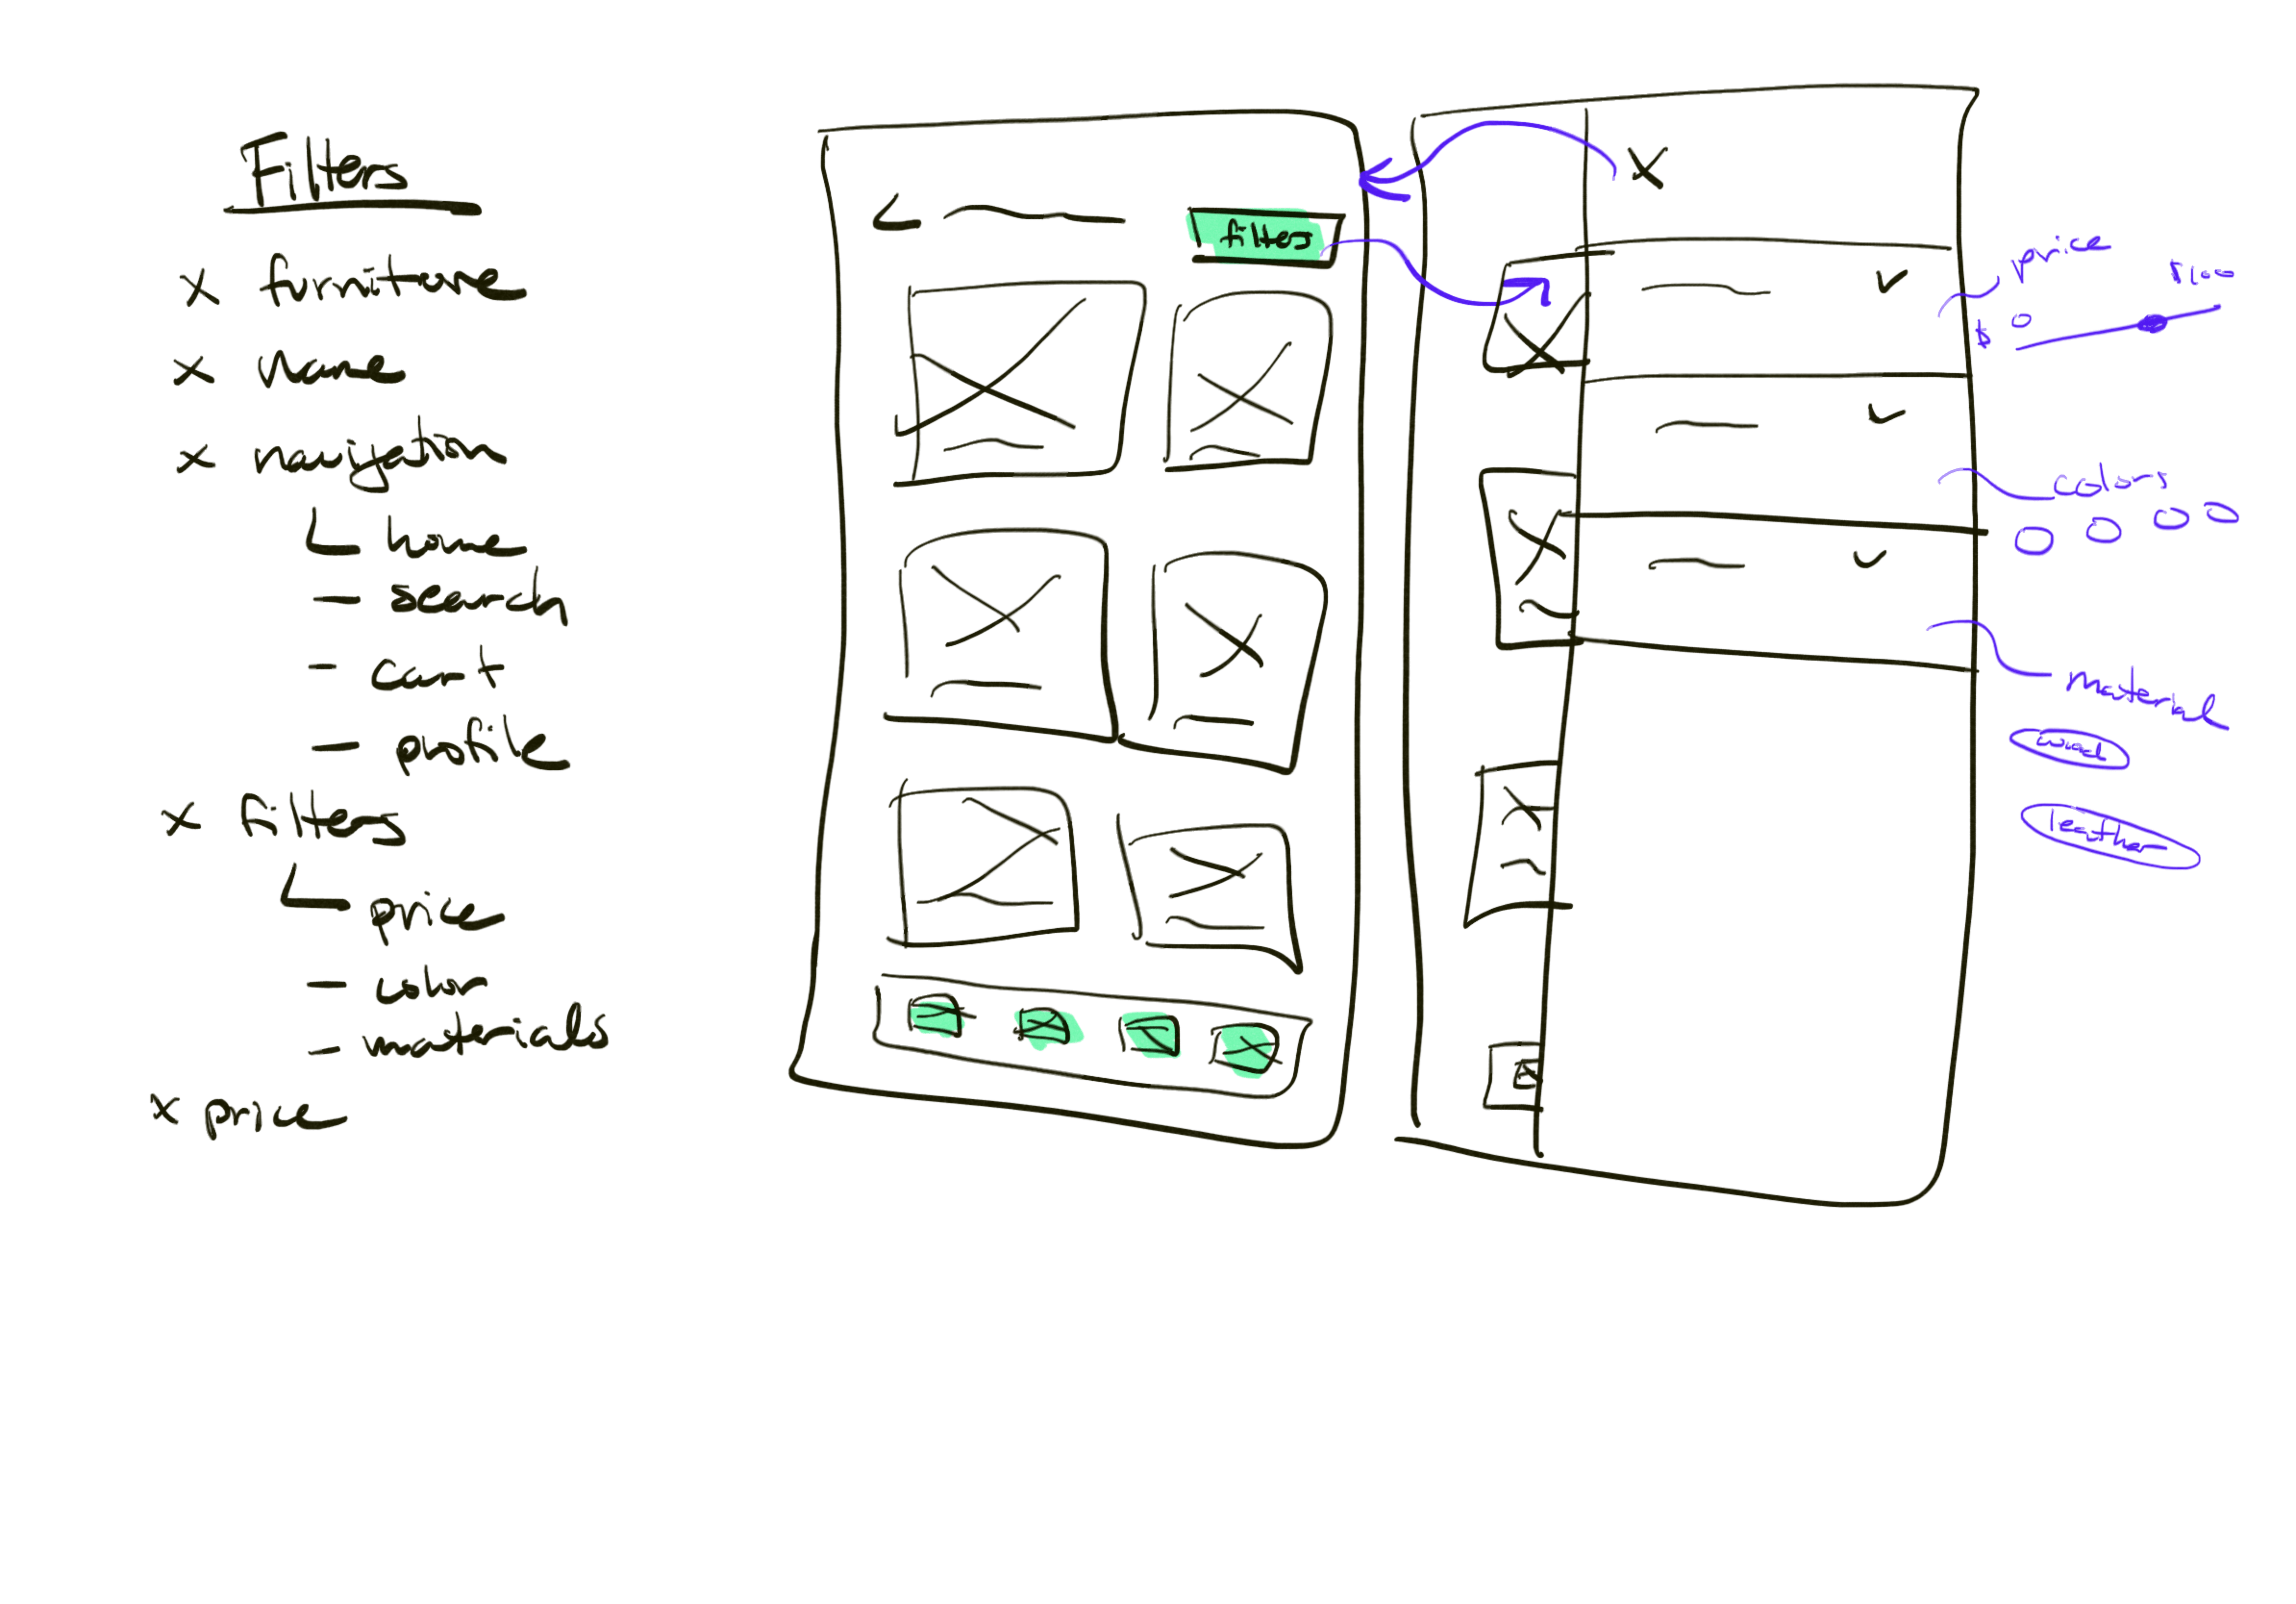 Filters
x furniture
x Name
x navigation
home
- search
- cart
- profile
x filters
price
- color
- materials
x price
filter
price
$0
$100
colors
material
wood
leather